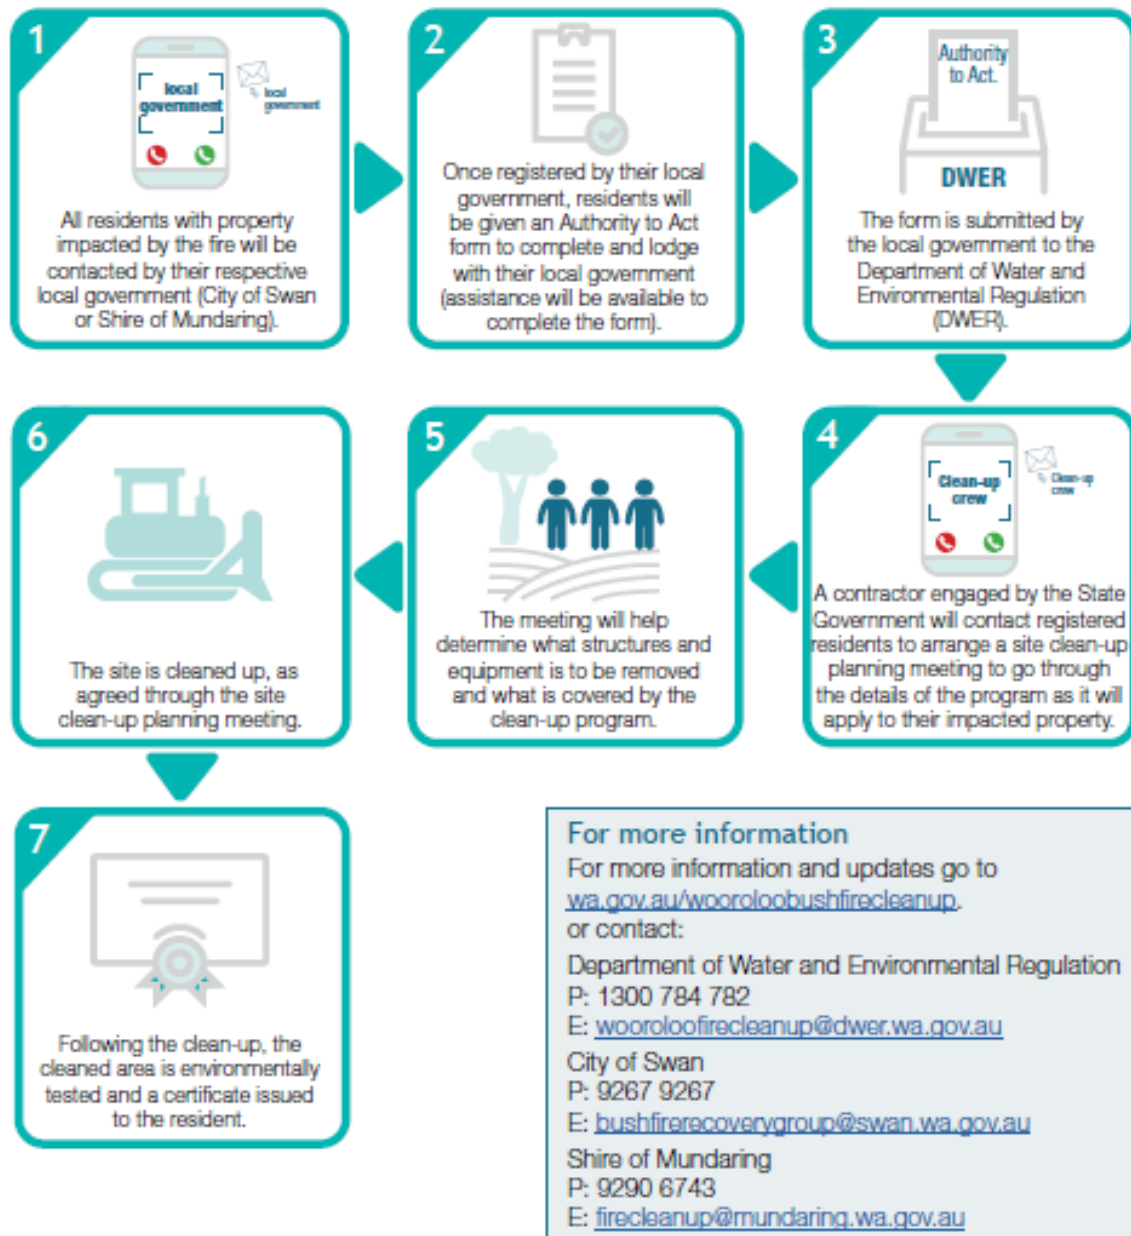 1
local
government
local
government
All residents with property
impacted by the fire will be
contacted by their respective
local government (City of Swan
or Shire of Mundaring).
2
Once registered by their local
government, residents will
be given an Authority to Act
form to complete and lodge
with their local government
(assistance will be available to
complete the form).
3
Authority
to Act.
DWER
The form is submitted by
the local government to the
Department of Water and
Environmental Regulation
(DWER).
4
Clean-up
crew
Clean-up
crew
A contractor engaged by the State
Government will contact registered
residents to arrange a site clean-up
planning meeting to go through
the details of the program as it will
apply to their impacted property.
5
The meeting will help
determine what structures and
equipment is to be removed
and what is covered by the
clean-up program.
6
The site is cleaned up, as
agreed through the site
clean-up planning meeting.
7
Following the clean-up, the
cleaned area is environmentally
tested and a certificate issued
to the resident.
For more information
For more information and updates go to
wa.gov.au/wooroloobushfirecleanup.
or contact:
Department of Water and Environmental Regulation
P: 1300 784 782
E: wooroloofirecleanup@dwer.wa.gov.au
City of Swan
P: 9267 9267
E: bushfirerecoverygroup@swan.wa.gov.au
Shire of Mundaring
P: 9290 6743
E: firecleanup@mundaring.wa.gov.au